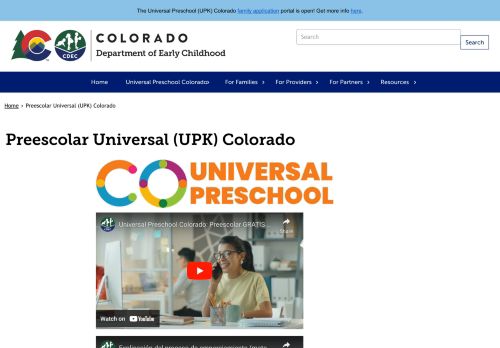 The Universal Preschool (UPK) Colorado family application portal is open! Get more info here.
CDEC
COLORADO
Department of Early Childhood
Search
Search
Home
Universal Preschool Colorado
For Families
For Providers
For Partners
Resources
Home › Preescolar Universal (UPK) Colorado
Preescolar Universal (UPK) Colorado
CO UNIVERSAL
PRESCHOOL
Universal Preschool Colorado: Preescolar GRATIS
Share
Watch on YouTube